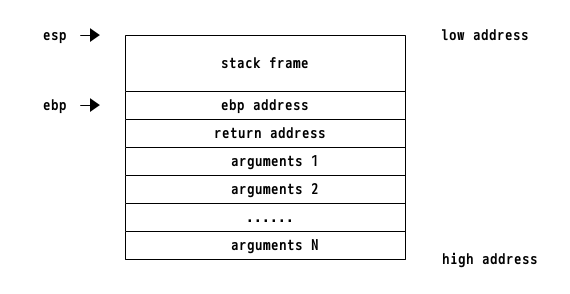 esp
low address
stack frame
ebp
ebp address
return address
arguments 1
arguments 2
......
arguments N
high address